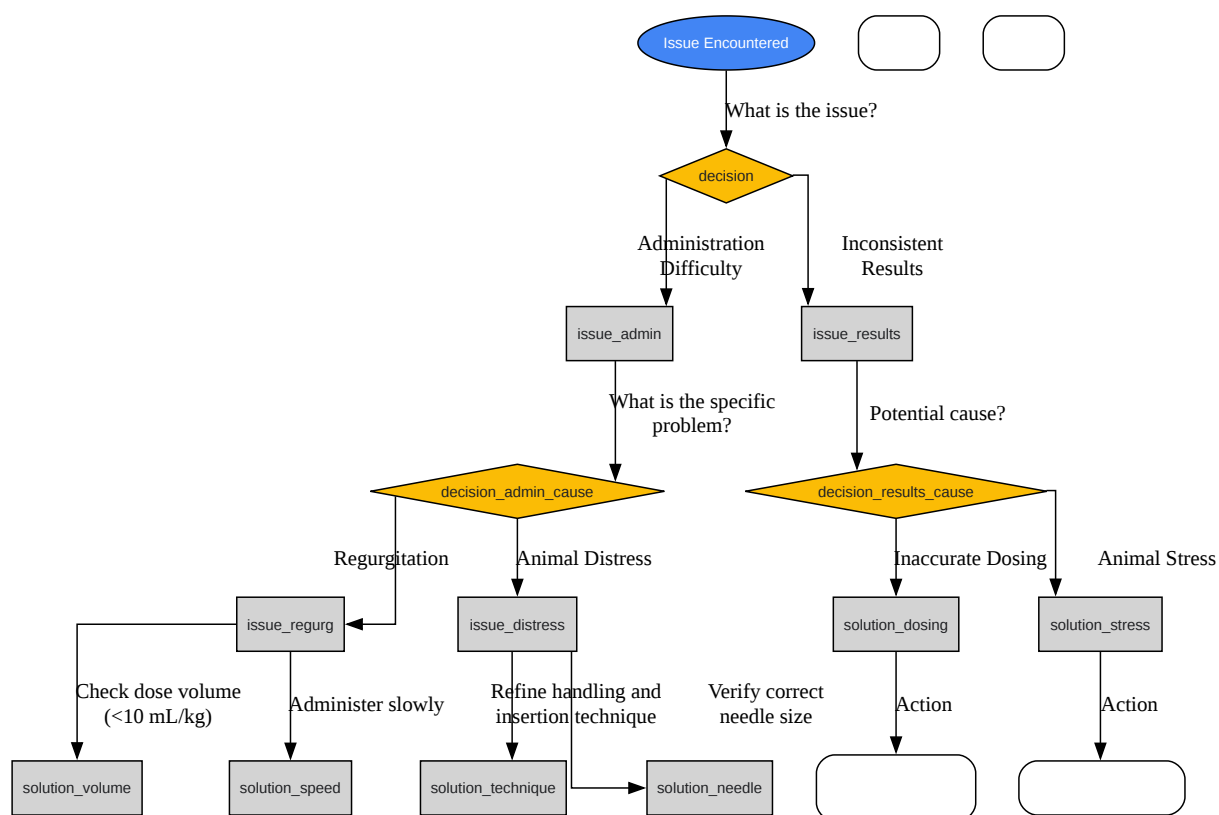 Issue Encountered
What is the issue?
decision
Administration
Difficulty
Inconsistent
Results
issue_admin
issue_results
What is the specific
problem?
Potential cause?
decision_admin_cause
decision_results_cause
Regurgitation
Animal Distress
Inaccurate Dosing
Animal Stress
issue_regurg
issue_distress
solution_dosing
solution_stress
Check dose volume
(<10 mL/kg)
Administer slowly
Refine handling and
insertion technique
Verify correct
needle size
Action
Action
solution_volume
solution_speed
solution_technique
solution_needle